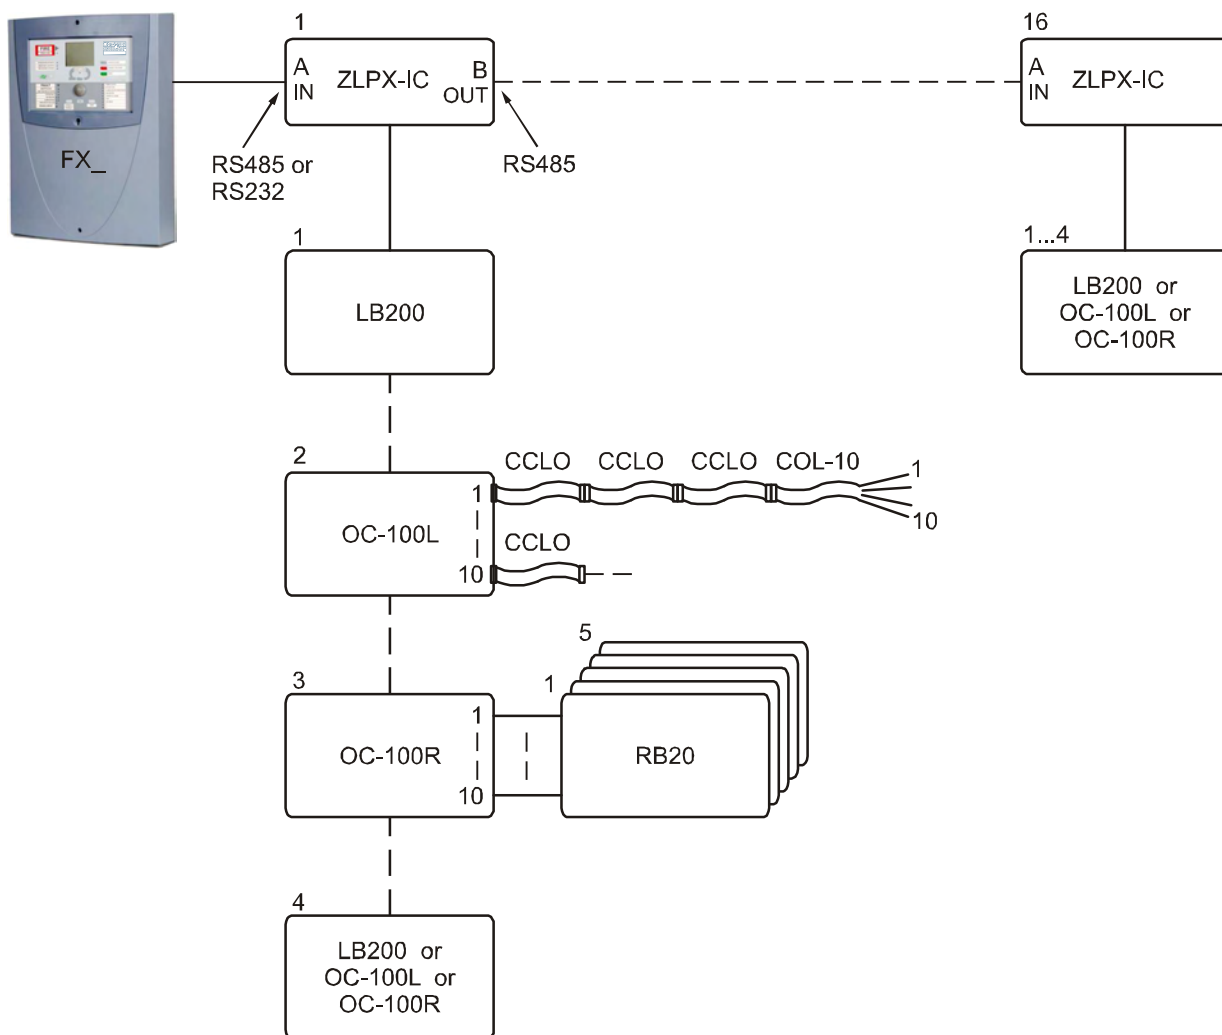 1
16
A
IN
ZLPX-IC
B
OUT
A
IN
ZLPX-IC
FX_
RS485 or
RS232
RS485
1
LB200
1...4
LB200 or
OC-100L or
OC-100R
2
OC-100L
1
10
CCLO
CCLO
CCLO
COL-10
1
10
CCLO
3
OC-100R
1
10
5
1
RB20
4
LB200 or
OC-100L or
OC-100R